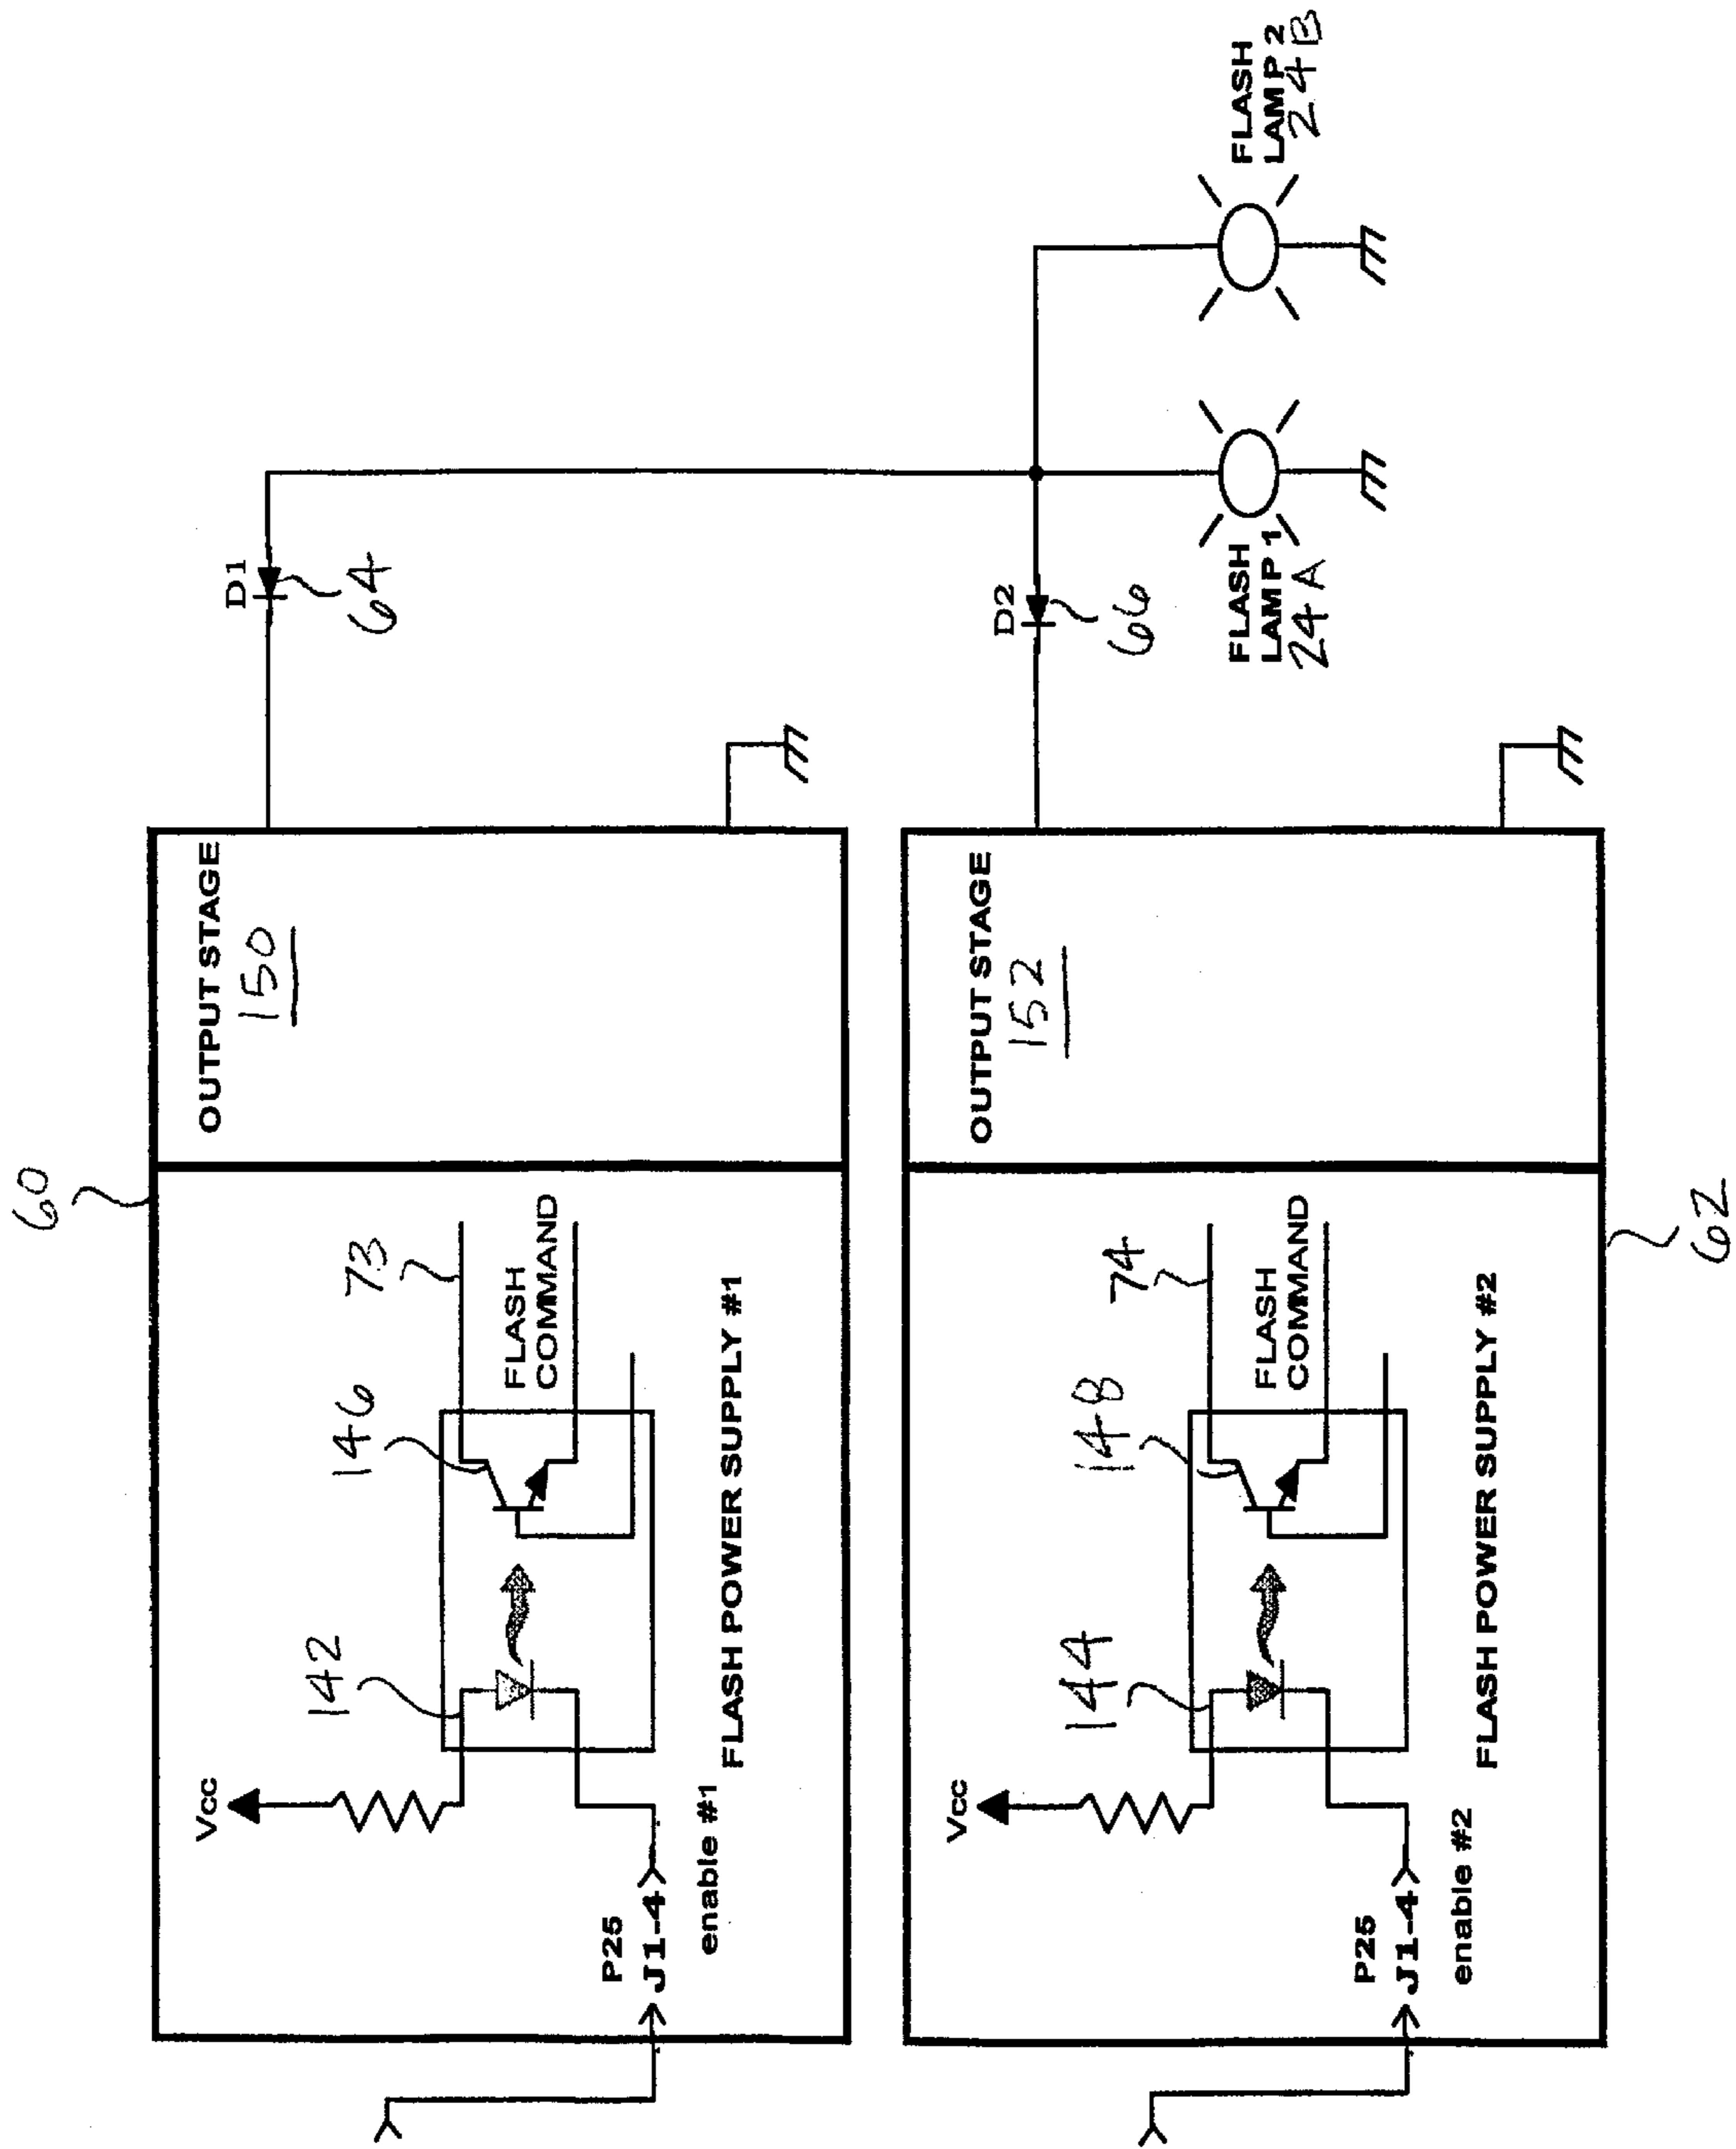 60
Vcc
142
146
73
FLASH
COMMAND
P25
J1-4
enable #1
FLASH POWER SUPPLY #1
OUTPUT STAGE
150
D1
64
Vcc
144
148
74
FLASH
COMMAND
P25
J1-4
enable #2
FLASH POWER SUPPLY #2
62
OUTPUT STAGE
152
D2
66
FLASH
LAMP 1
24A
FLASH
LAMP 2
24B